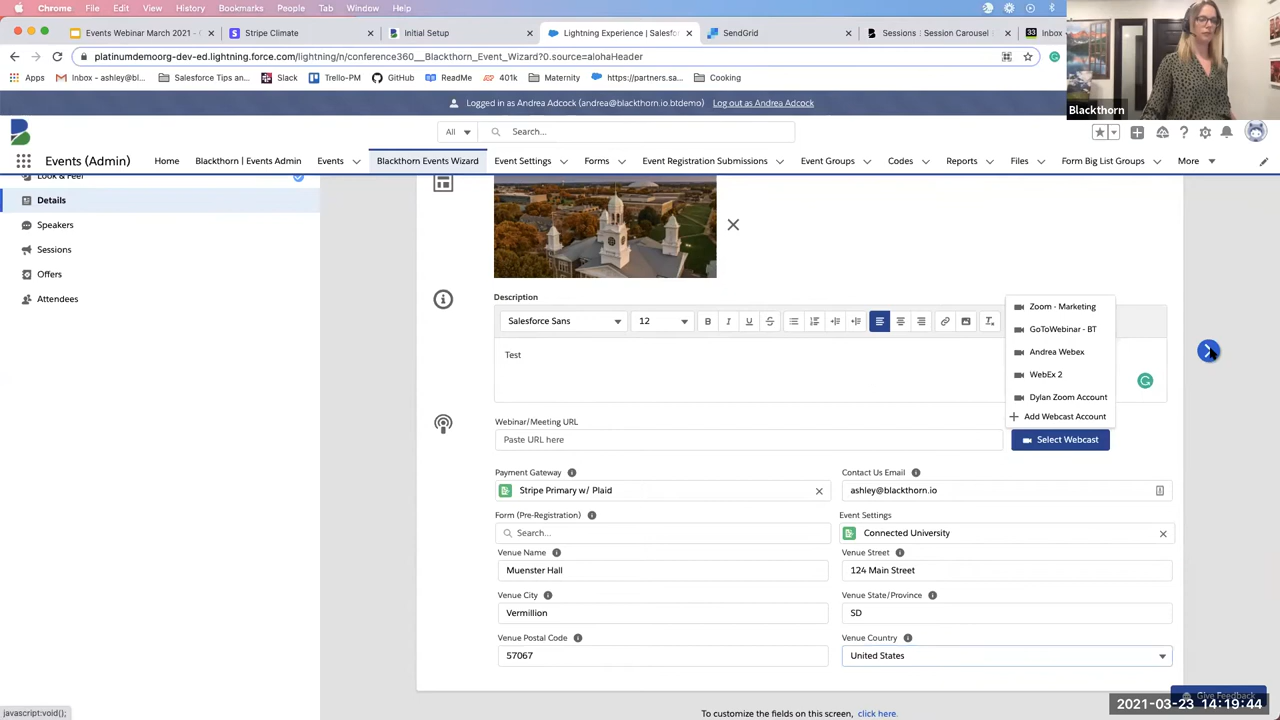 Chrome File Edit View History Bookmarks People Tab Window Help
Events Webinar March 2021 - Stripe Climate Initial Setup Lightning Experience | Salesfo SendGrid Sessions : Session Carousel 33 Inbox
platinumdemoorg-dev-ed.lightning.force.com/lightning/n/conference360__Blackthorn_Event_Wizard?0.source=alohaHeader
Apps Inbox - ashley@bl... Salesforce Tips an... Slack Trello-PM GitHub ReadMe 401k Maternity https://partners.sa... Cooking
Blackthorn
Logged in as Andrea Adcock (andrea@blackthorn.io.btdemo) Log out as Andrea Adcock
All Search...
Events (Admin) Home Blackthorn | Events Admin Events Blackthorn Events Wizard Event Settings Forms Event Registration Submissions Event Groups Codes Reports Files Form Big List Groups More
Look & Feel
Details
Speakers
Sessions
Offers
Attendees
Description
Salesforce Sans 12
Test
Zoom - Marketing
GoToWebinar - BT
Andrea Webex
WebEx 2
Dylan Zoom Account
Add Webcast Account
Webinar/Meeting URL
Paste URL here Select Webcast
Payment Gateway Contact Us Email
Stripe Primary w/ Plaid ashley@blackthorn.io
Form (Pre-Registration) Event Settings
Search... Connected University
Venue Name Venue Street
Muenster Hall 124 Main Street
Venue City Venue State/Province
Vermillion SD
Venue Postal Code Venue Country
57067 United States
Give Feedback
2021-03-23 14:19:44
javascript:void();
To customize the fields on this screen, click here.